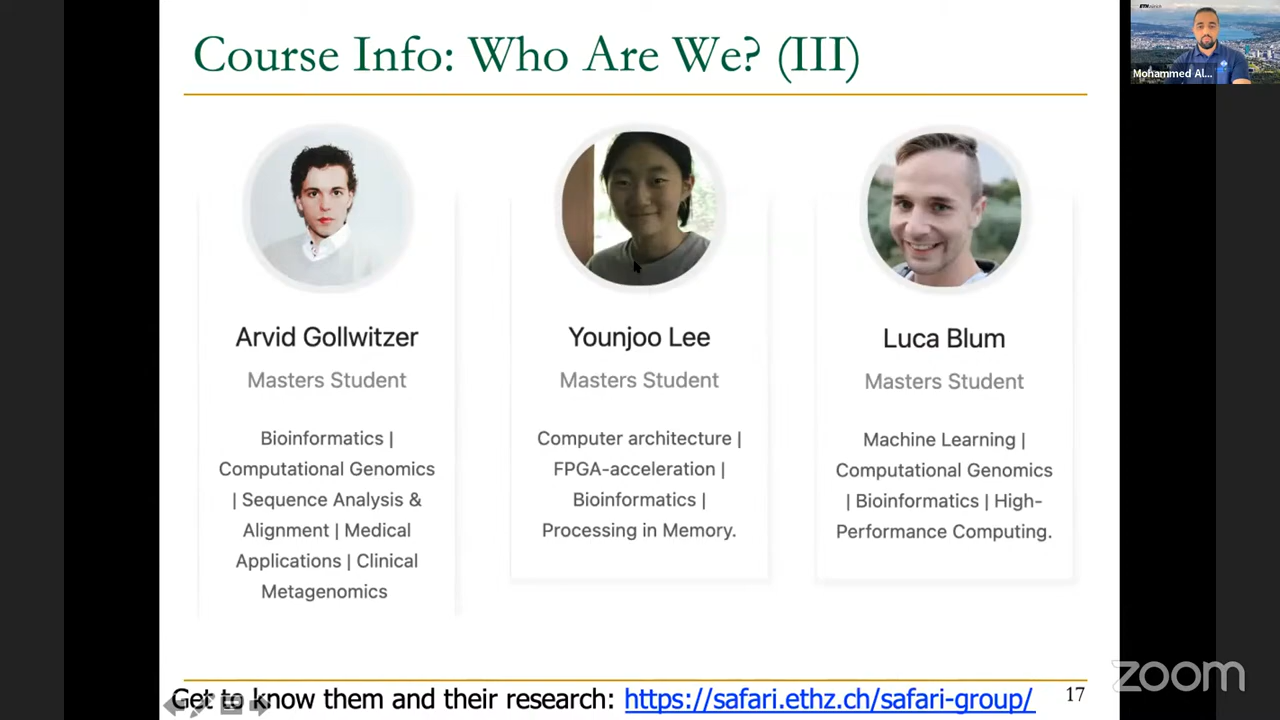 Course Info: Who Are We? (III)
ETH zürich
Mohammed Al...
Arvid Gollwitzer
Masters Student
Bioinformatics |
Computational Genomics
| Sequence Analysis &
Alignment | Medical
Applications | Clinical
Metagenomics
Younjoo Lee
Masters Student
Computer architecture |
FPGA-acceleration |
Bioinformatics |
Processing in Memory.
Luca Blum
Masters Student
Machine Learning |
Computational Genomics
| Bioinformatics | High-
Performance Computing.
Get to know them and their research: https://safari.ethz.ch/safari-group/
17
zoom